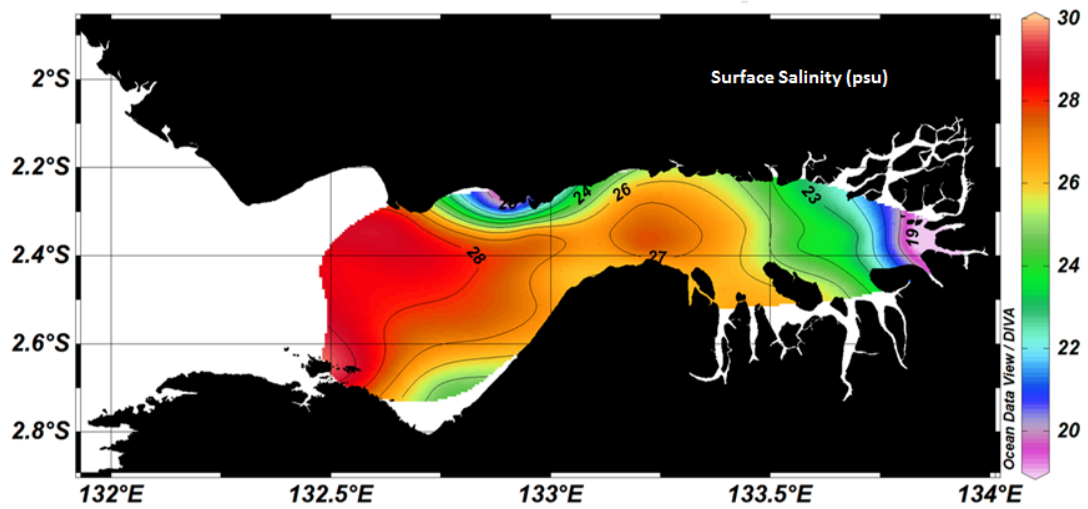 Surface Salinity (psu)
2°S
2.2°S
2.4°S
2.6°S
2.8°S
132°E
132.5°E
133°E
133.5°E
134°E
24
26
23
28
27
19
30
28
26
24
22
20
Ocean Data View / DIVA